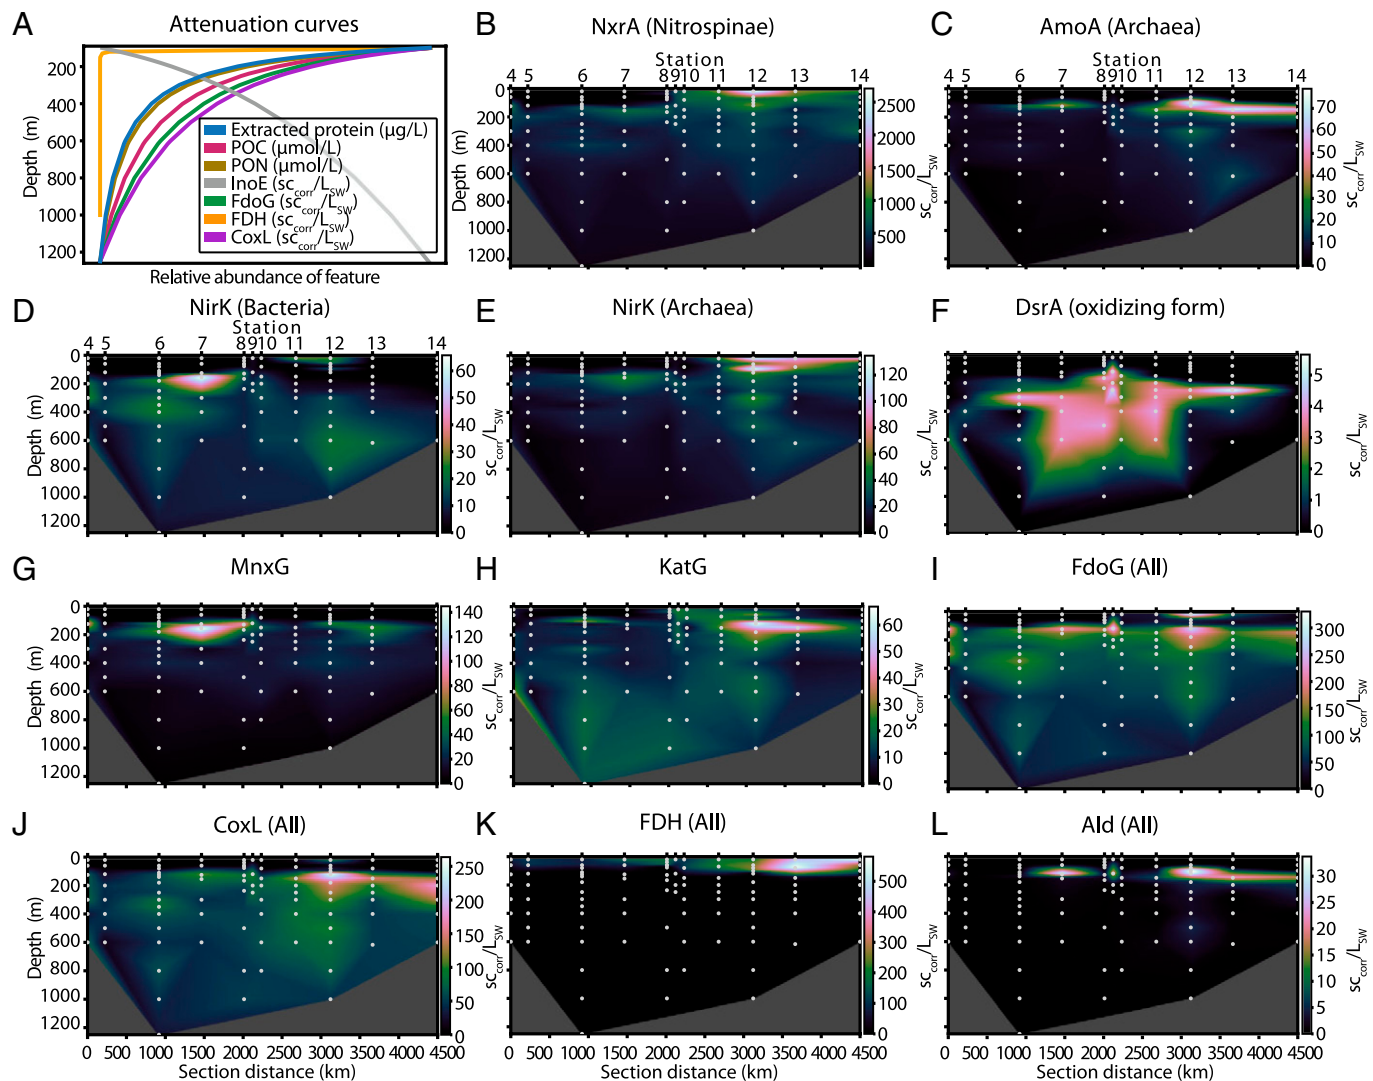 A
Attenuation curves
200
400
600
800
1000
1200
Depth (m)
Extracted protein (µg/L)
POC (µmol/L)
PON (µmol/L)
InoE (sccorr/LSW)
FdoG (sccorr/LSW)
FDH (sccorr/LSW)
CoxL (sccorr/LSW)
Relative abundance of feature
B
NxrA (Nitrospinae)
Station
4 5 6 7 8 9 10 11 12 13 14
0
200
400
600
800
1000
1200
Depth (m)
2500
2000
1500
1000
500
sccorr/LSW
C
AmoA (Archaea)
Station
4 5 6 7 8 9 10 11 12 13 14
70
60
50
40
30
20
10
0
sccorr/LSW
D
NirK (Bacteria)
Station
4 5 6 7 8 9 10 11 12 13 14
0
200
400
600
800
1000
1200
Depth (m)
60
50
40
30
20
10
0
sccorr/LSW
E
NirK (Archaea)
120
100
80
60
40
20
0
sccorr/LSW
F
DsrA (oxidizing form)
5
4
3
2
1
0
sccorr/LSW
G
MnxG
0
200
400
600
800
1000
1200
Depth (m)
140
120
100
80
60
40
20
0
sccorr/LSW
H
KatG
60
50
40
30
20
10
0
sccorr/LSW
I
FdoG (All)
300
250
200
150
100
50
0
sccorr/LSW
J
CoxL (All)
0
200
400
600
800
1000
1200
Depth (m)
250
200
150
100
50
0
sccorr/LSW
0 500 1000 1500 2000 2500 3000 3500 4000 4500
Section distance (km)
K
FDH (All)
500
400
300
200
100
0
sccorr/LSW
0 500 1000 1500 2000 2500 3000 3500 4000 4500
Section distance (km)
L
Ald (All)
30
25
20
15
10
5
0
sccorr/LSW
0 500 1000 1500 2000 2500 3000 3500 4000 4500
Section distance (km)